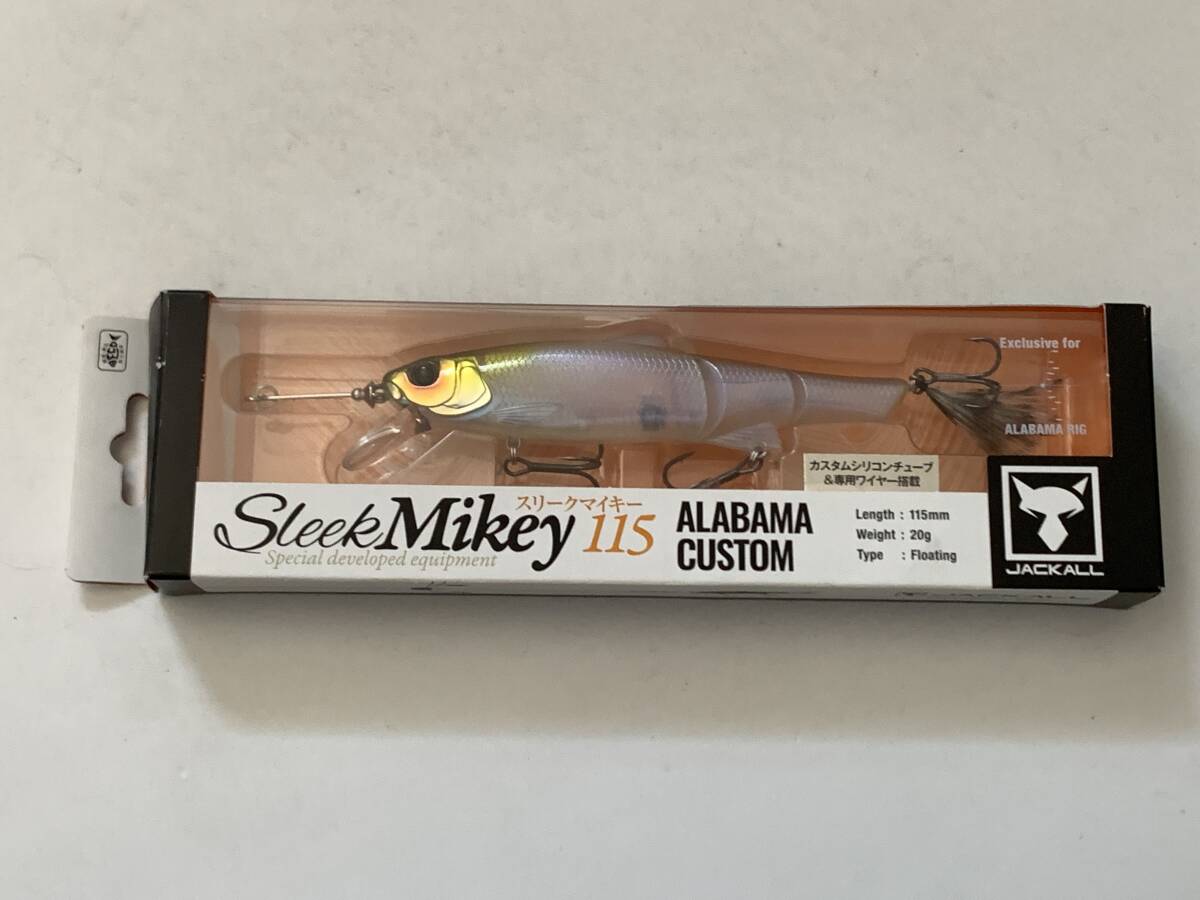 Exclusive for
ALABAMA RIG
カスタムシリコンチューブ
&専用ワイヤー搭載
スリークマイキー
SleekMikey 115
Special developed equipment
ALABAMA
CUSTOM
Length : 115mm
Weight : 20g
Type : Floating
JACKALL